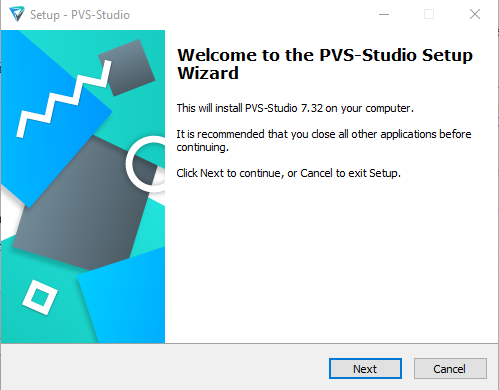 Setup - PVS-Studio
Welcome to the PVS-Studio Setup
Wizard
This will install PVS-Studio 7.32 on your computer.
It is recommended that you close all other applications before
continuing.
Click Next to continue, or Cancel to exit Setup.
Next
Cancel